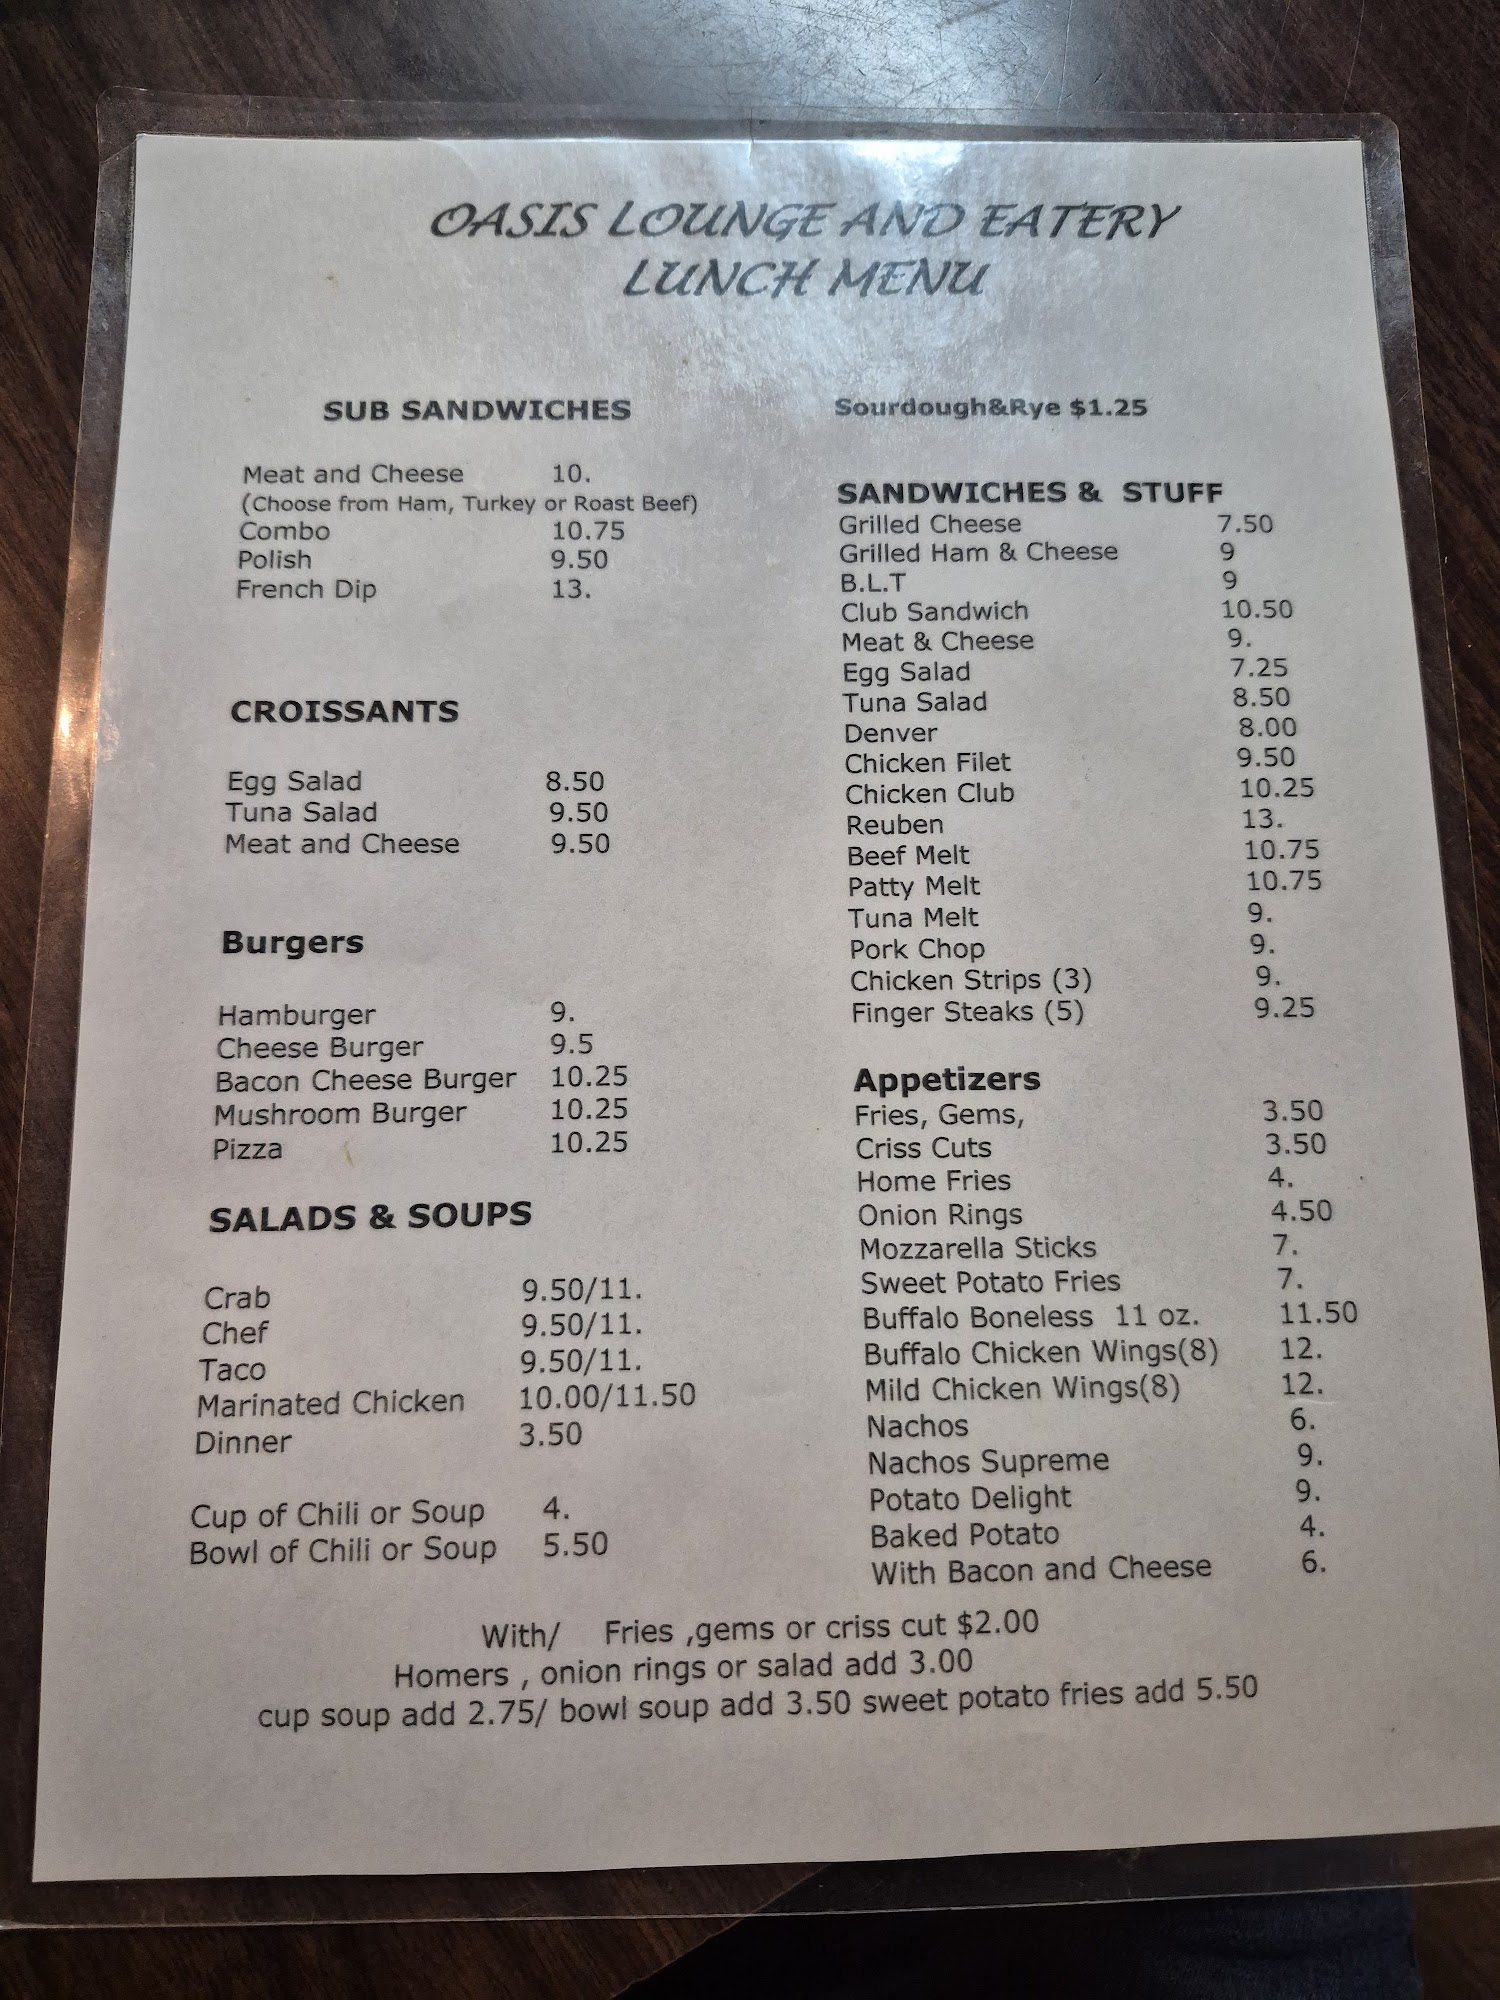 OASIS LOUNGE AND EATERY
LUNCH MENU
SUB SANDWICHES
Meat and Cheese 10.
(Choose from Ham, Turkey or Roast Beef)
Combo 10.75
Polish 9.50
French Dip 13.
CROISSANTS
Egg Salad 8.50
Tuna Salad 9.50
Meat and Cheese 9.50
Burgers
Hamburger 9.
Cheese Burger 9.5
Bacon Cheese Burger 10.25
Mushroom Burger 10.25
Pizza 10.25
SALADS & SOUPS
Crab 9.50/11.
Chef 9.50/11.
Taco 9.50/11.
Marinated Chicken 10.00/11.50
Dinner 3.50
Cup of Chili or Soup 4.
Bowl of Chili or Soup 5.50
Sourdough&Rye $1.25
SANDWICHES & STUFF
Grilled Cheese 7.50
Grilled Ham & Cheese 9
B.L.T 9
Club Sandwich 10.50
Meat & Cheese 9.
Egg Salad 7.25
Tuna Salad 8.50
Denver 8.00
Chicken Filet 9.50
Chicken Club 10.25
Reuben 13.
Beef Melt 10.75
Patty Melt 10.75
Tuna Melt 9.
Pork Chop 9.
Chicken Strips (3) 9.
Finger Steaks (5) 9.25
Appetizers
Fries, Gems, 3.50
Criss Cuts 3.50
Home Fries 4.
Onion Rings 4.50
Mozzarella Sticks 7.
Sweet Potato Fries 7.
Buffalo Boneless 11 oz. 11.50
Buffalo Chicken Wings(8) 12.
Mild Chicken Wings(8) 12.
Nachos 6.
Nachos Supreme 9.
Potato Delight 9.
Baked Potato 4.
With Bacon and Cheese 6.
With/ Fries ,gems or criss cut $2.00
Homers , onion rings or salad add 3.00
cup soup add 2.75/ bowl soup add 3.50 sweet potato fries add 5.50